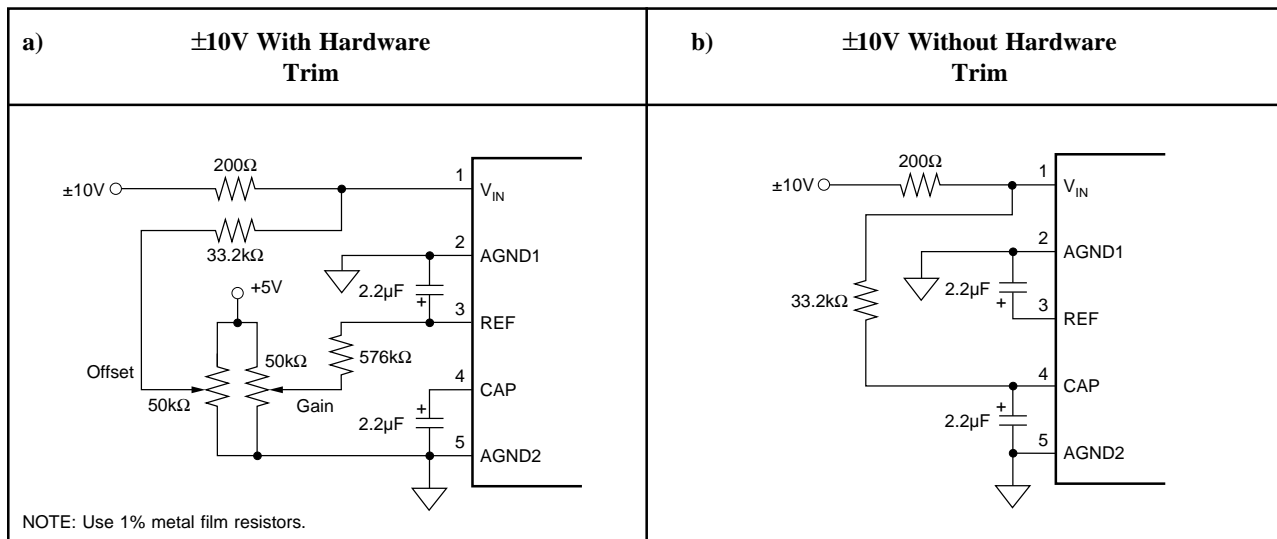 a)
±10V With Hardware
Trim
200Ω
±10V
33.2kΩ
+5V
Offset
50kΩ
50kΩ
Gain
576kΩ
2.2µF
+
+
2.2µF
1
V_IN
2
AGND1
3
REF
4
CAP
5
AGND2
NOTE: Use 1% metal film resistors.
b)
±10V Without Hardware
Trim
200Ω
±10V
33.2kΩ
2.2µF
+
+
2.2µF
1
V_IN
2
AGND1
3
REF
4
CAP
5
AGND2